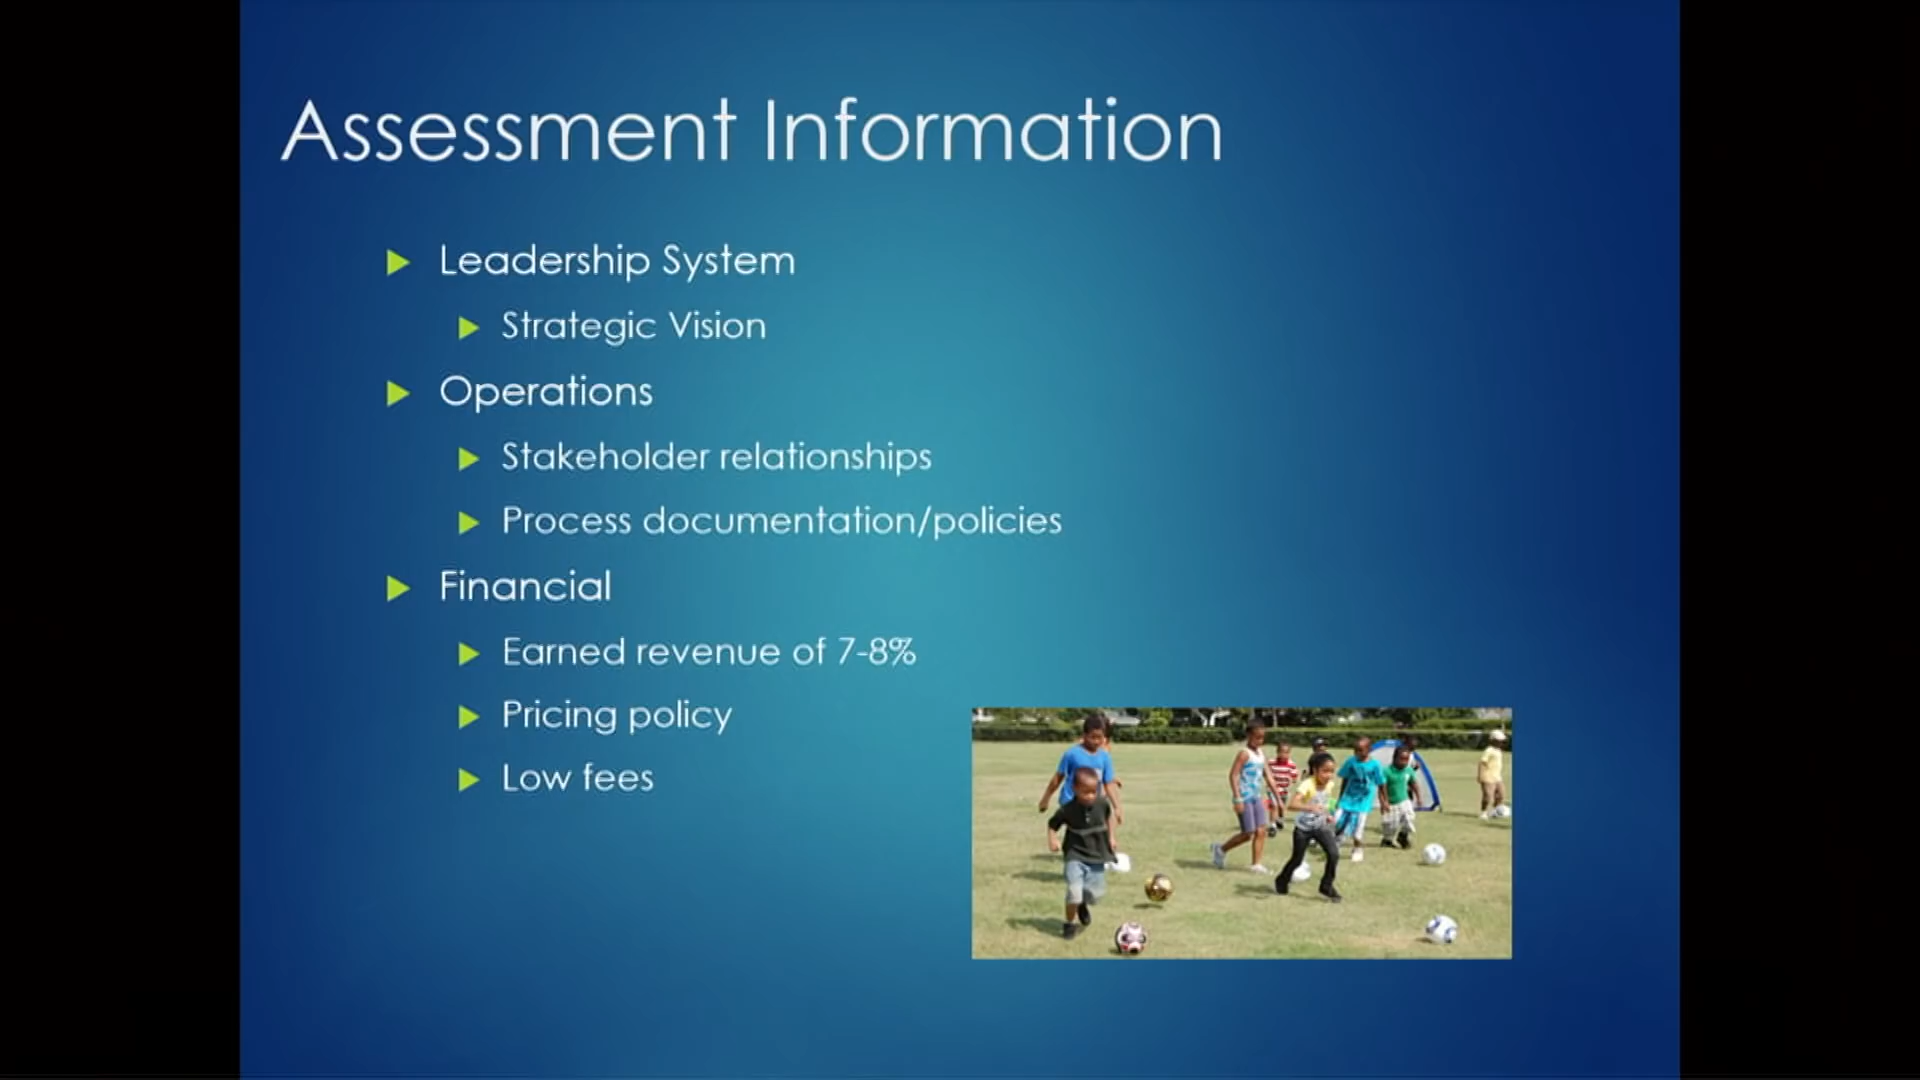 Assessment Information
Leadership System
Strategic Vision
Operations
Stakeholder relationships
Process documentation/policies
Financial
Earned revenue of 7-8%
Pricing policy
Low fees